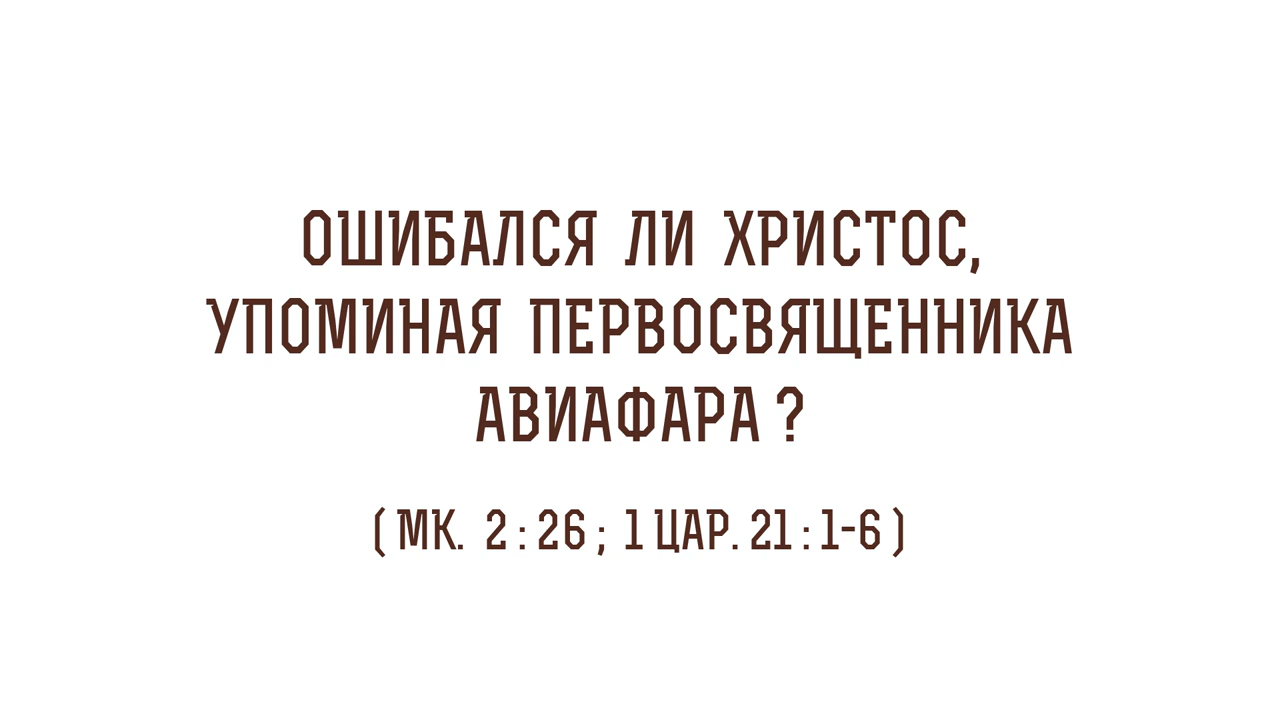 ОШИБАЛСЯ ЛИ ХРИСТОС,
УПОМИНАЯ ПЕРВОСВЯЩЕННИКА
АВИАФАРА?
(МК. 2:26; 1 ЦАР. 21:1-6)